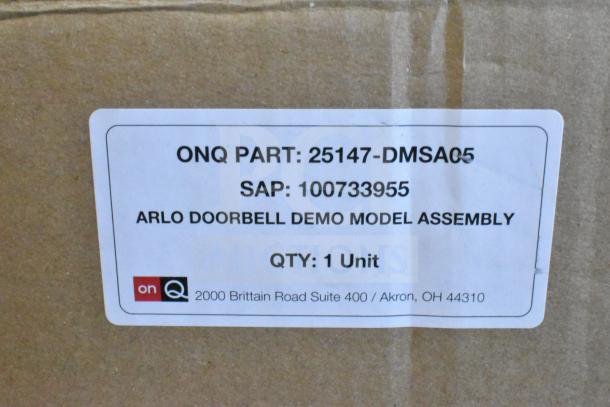 ONQ PART: 25147-DMSA05
SAP: 100733955
ARLO DOORBELL DEMO MODEL ASSEMBLY
QTY: 1 Unit
on Q 2000 Brittain Road Suite 400 / Akron, OH 44310